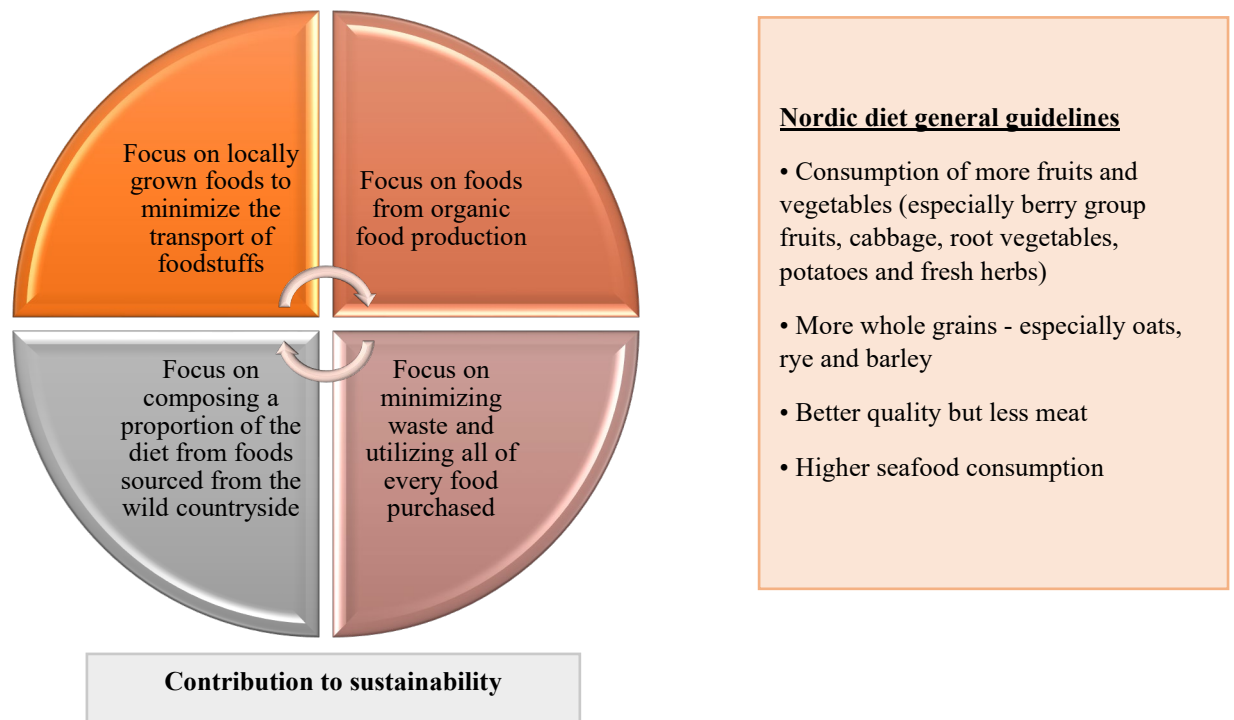 Focus on locally
grown foods to
minimize the
transport of
foodstuffs
Focus on foods
from organic
food production
Focus on
composing a
proportion of the
diet from foods
sourced from the
wild countryside
Focus on
minimizing
waste and
utilizing all of
every food
purchased
Contribution to sustainability
Nordic diet general guidelines
• Consumption of more fruits and
vegetables (especially berry group
fruits, cabbage, root vegetables,
potatoes and fresh herbs)
• More whole grains - especially oats,
rye and barley
• Better quality but less meat
• Higher seafood consumption